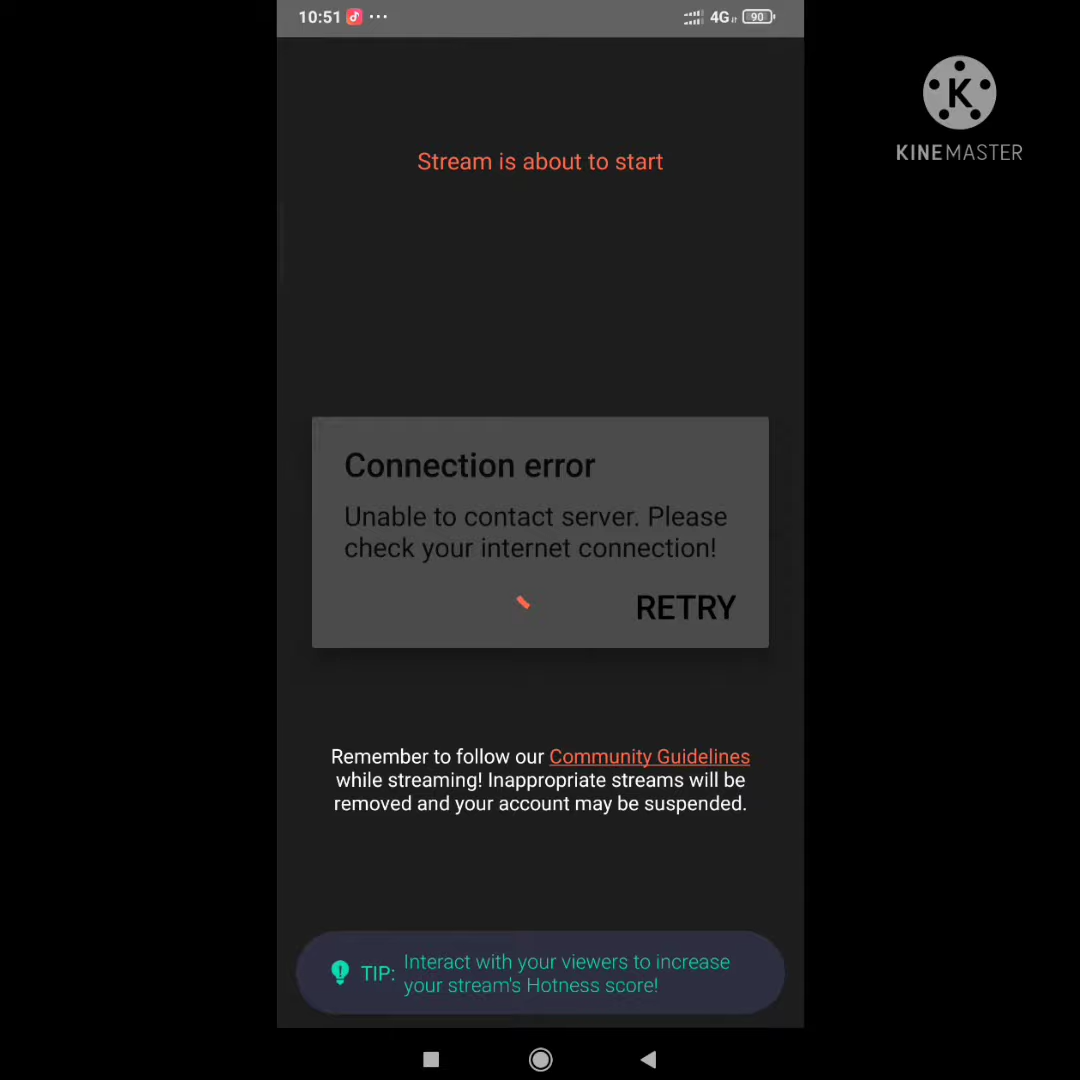 10:51
4G
90
K
KINEMASTER
Stream is about to start
Connection error
Unable to contact server. Please
check your internet connection!
RETRY
Remember to follow our Community Guidelines
while streaming! Inappropriate streams will be
removed and your account may be suspended.
TIP: Interact with your viewers to increase
your stream's Hotness score!